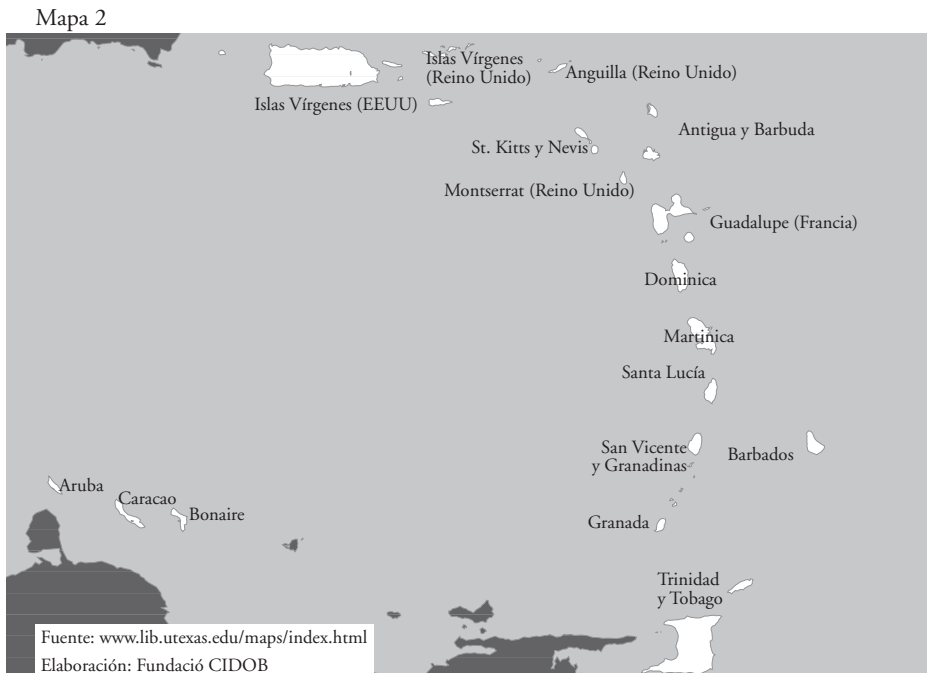 Mapa 2
Islas Vírgenes
(Reino Unido)
Anguilla (Reino Unido)
Islas Vírgenes (EEUU)
Antigua y Barbuda
St. Kitts y Nevis
Montserrat (Reino Unido)
Guadalupe (Francia)
Dominica
Martinica
Santa Lucía
San Vicente
y Granadinas
Barbados
Aruba
Caracao
Bonaire
Granada
Trinidad
y Tobago
Fuente: www.lib.utexas.edu/maps/index.html
Elaboración: Fundació CIDOB